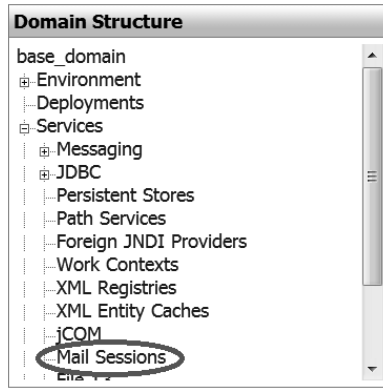 Domain Structure
base_domain
Environment
Deployments
Services
Messaging
JDBC
Persistent Stores
Path Services
Foreign JNDI Providers
Work Contexts
XML Registries
XML Entity Caches
jCOM
Mail Sessions